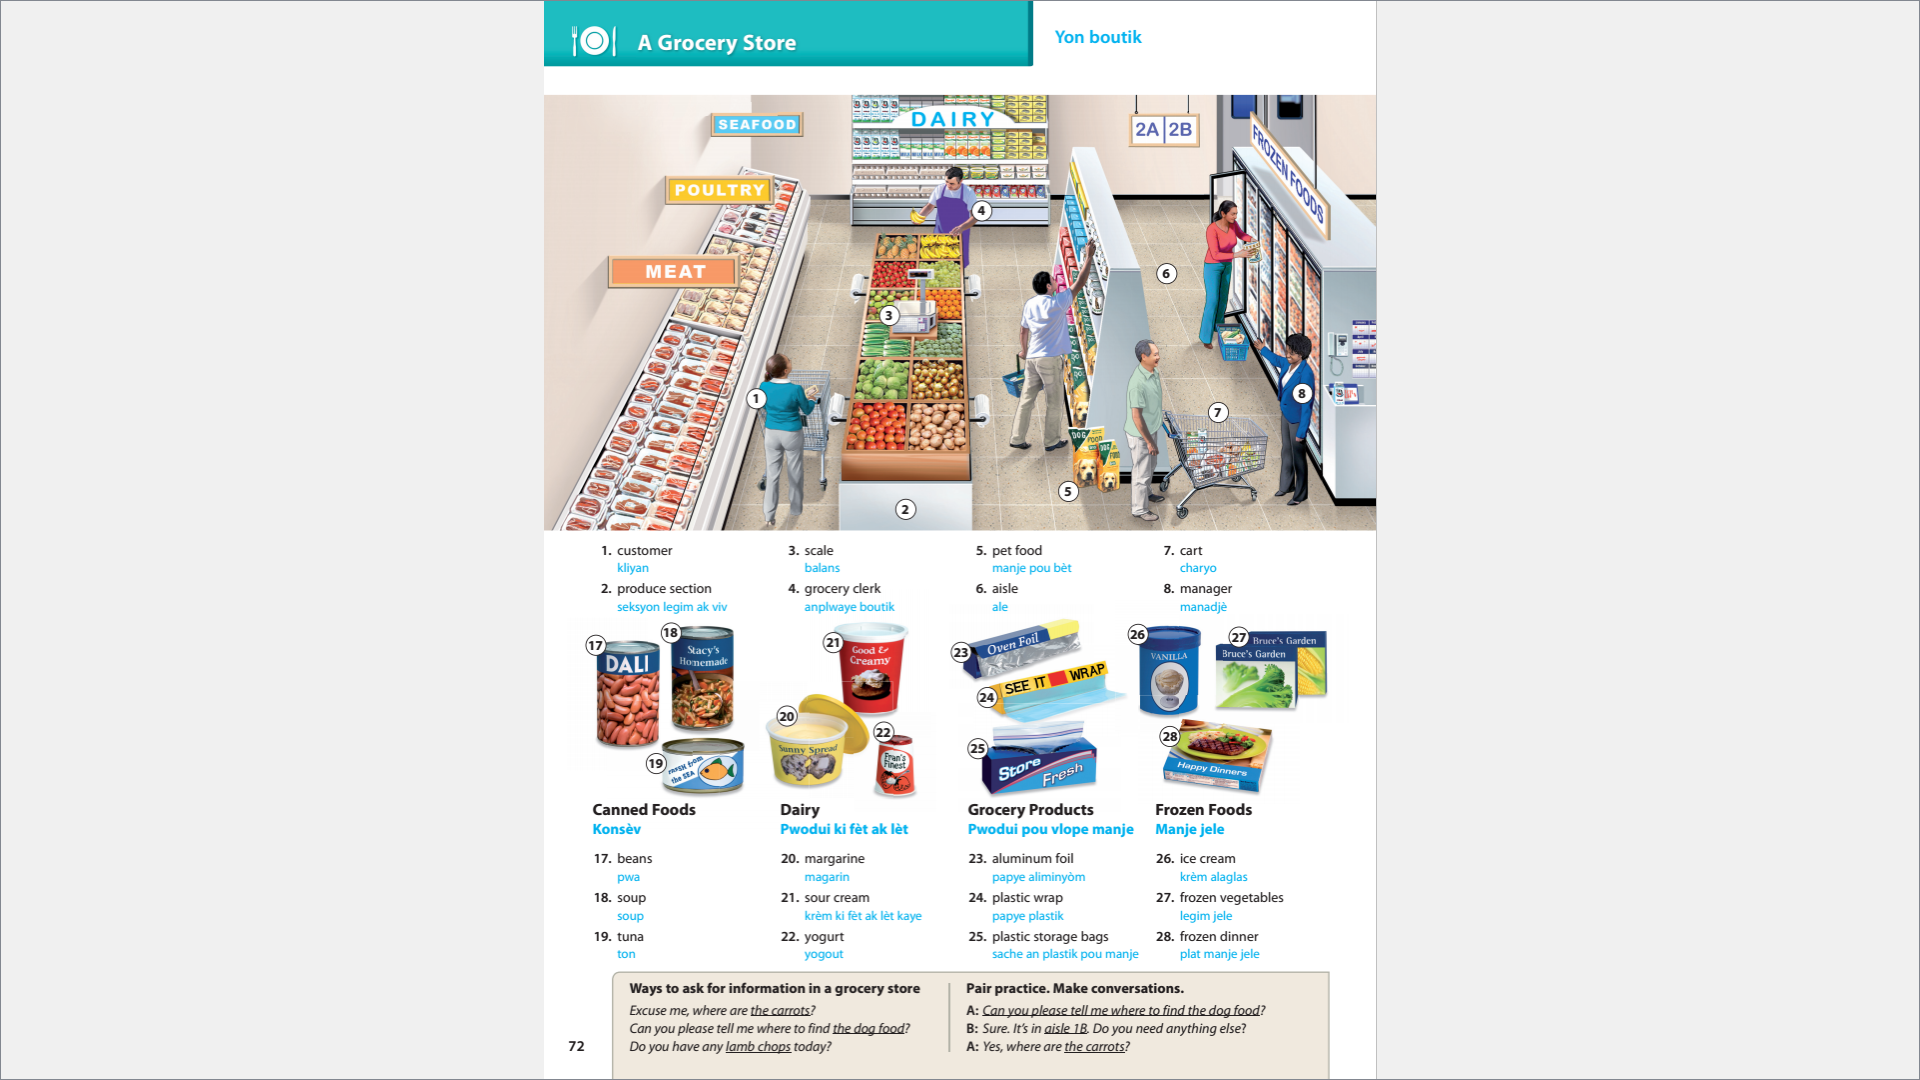 A Grocery Store
Yon boutik
SEAFOOD
DAIRY
2A 2B
FROZEN FOODS
POULTRY
MEAT
4
6
3
1
8
7
DOG FOOD
DOG FOOD
5
2
1. customer
kliyan
2. produce section
seksyon legim ak viv
3. scale
balans
4. grocery clerk
anplwaye boutik
5. pet food
manje pou bèt
6. aisle
ale
7. cart
charyo
8. manager
manadjè
17
DALI
18
Stacy's
Homemade
19
FRESH from
the SEA
21
Good &
Creamy
20
Sunny Spread
22
Fran's
Finest
23
Oven Foil
24
SEE IT WRAP
25
Store
Fresh
26
VANILLA
27
Bruce's Garden
Bruce's Garden
28
Happy Dinners
Canned Foods
Konsèv
17. beans
pwa
18. soup
soup
19. tuna
ton
Dairy
Pwodui ki fèt ak lèt
20. margarine
magarin
21. sour cream
krèm ki fèt ak lèt kaye
22. yogurt
yogout
Grocery Products
Pwodui pou vlope manje
23. aluminum foil
papye aliminyòm
24. plastic wrap
papye plastik
25. plastic storage bags
sache an plastik pou manje
Frozen Foods
Manje jele
26. ice cream
krèm alaglas
27. frozen vegetables
legim jele
28. frozen dinner
plat manje jele
Ways to ask for information in a grocery store
Excuse me, where are the carrots?
Can you please tell me where to find the dog food?
Do you have any lamb chops today?
Pair practice. Make conversations.
A: Can you please tell me where to find the dog food?
B: Sure. It's in aisle 1B. Do you need anything else?
A: Yes, where are the carrots?
72